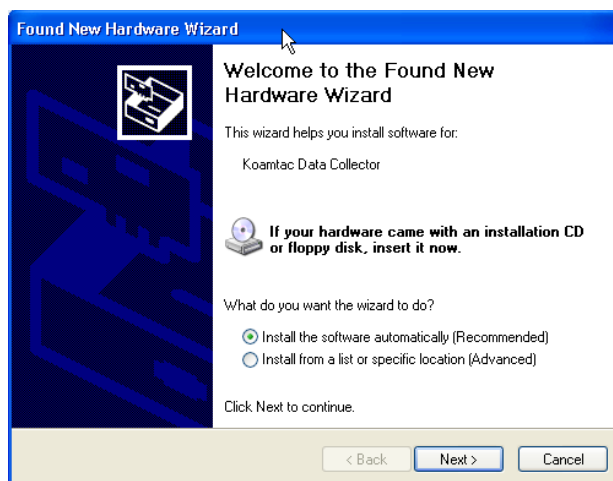 Found New Hardware Wizard
Welcome to the Found New
Hardware Wizard
This wizard helps you install software for:
Koamtac Data Collector
If your hardware came with an installation CD
or floppy disk, insert it now.
What do you want the wizard to do?
Install the software automatically (Recommended)
Install from a list or specific location (Advanced)
Click Next to continue.
< Back
Next >
Cancel